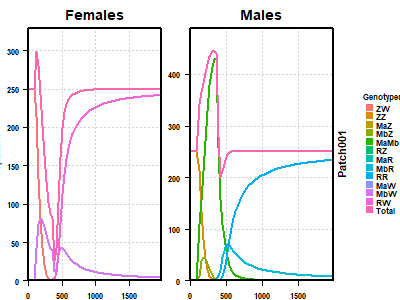 Females
Males
300
250
200
150
100
50
0
0
500
1000
1500
400
300
200
100
0
0
500
1000
1500
Patch001
Genotypes
ZW
ZZ
MaZ
MbZ
MaMb
RZ
MaR
MbR
RR
MaW
MbW
RW
Total